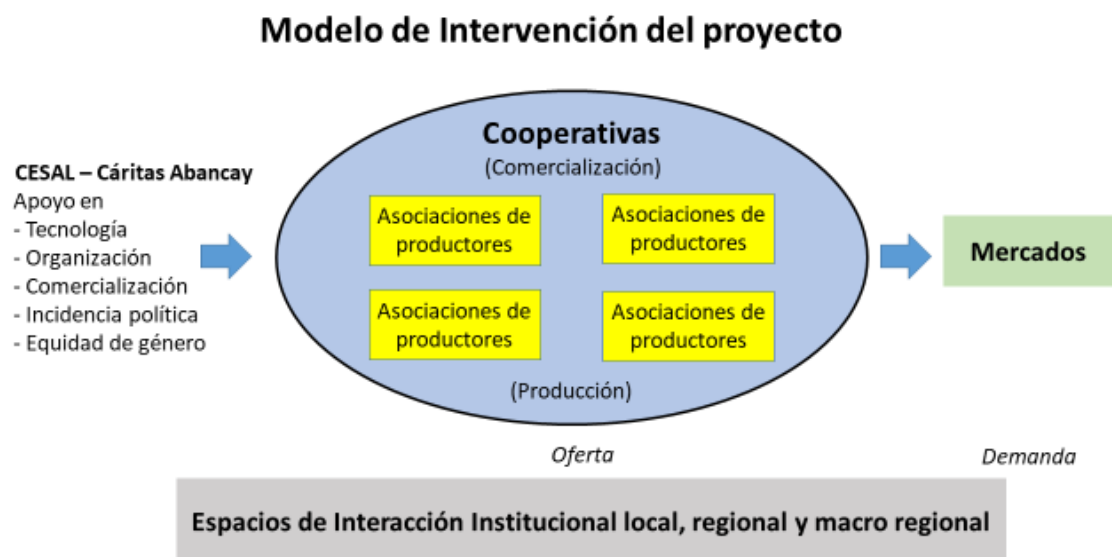 Modelo de Intervención del proyecto
CESAL – Cáritas Abancay
Apoyo en
- Tecnología
- Organización
- Comercialización
- Incidencia política
- Equidad de género
Cooperativas
(Comercialización)
Asociaciones de
productores
Asociaciones de
productores
Asociaciones de
productores
Asociaciones de
productores
(Producción)
Mercados
Oferta
Demanda
Espacios de Interacción Institucional local, regional y macro regional